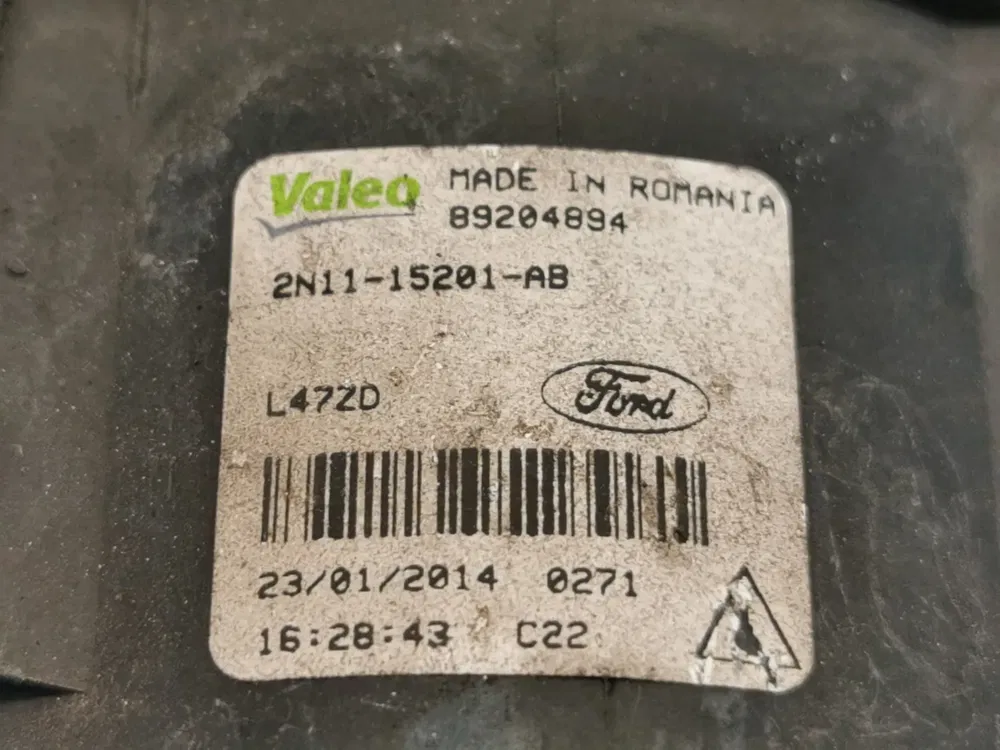 Valeo MADE IN ROMANIA
89204894
2N11-15201-AB
L47ZD
Ford
23/01/2014 0271
16:28:43 C22